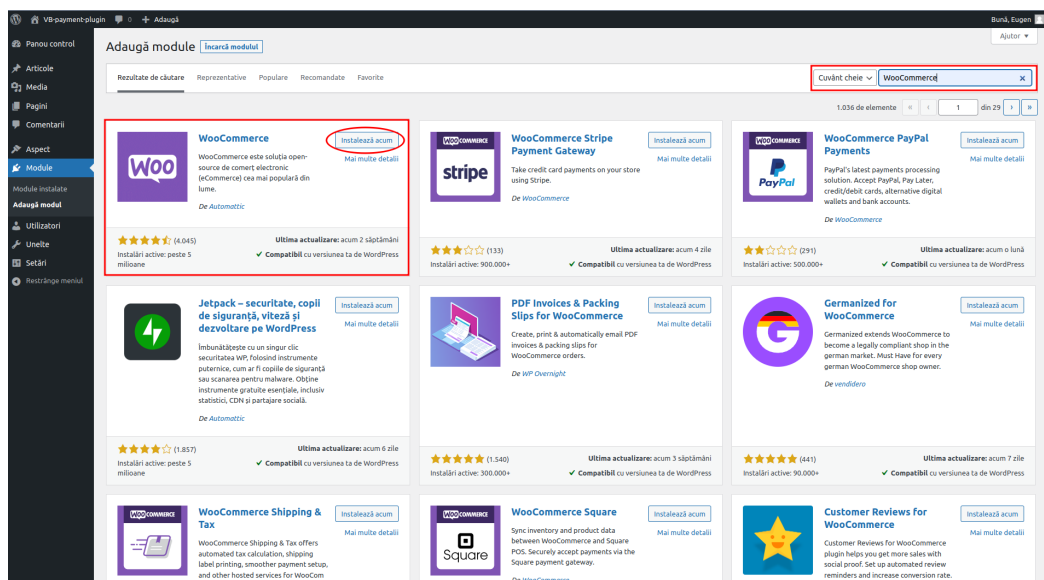 VB-payment-plugin 0 + Adaugă Bună, Eugen
Panou control
Articole
Media
Pagini
Comentarii
Aspect
Module
Module instalate
Adaugă modul
Utilizatori
Unelte
Setări
Restrânge meniul
Ajutor
Adaugă module Încarcă modulul
Rezultate de căutare Reprezentative Populare Recomandate Favorite
Cuvânt cheie WooCommerce ×
1.036 de elemente « ‹ 1 din 29 › »
WOO
WooCommerce
Instalează acum
Mai multe detalii
WooCommerce este soluția open-
source de comerț electronic
(eCommerce) cea mai populară din
lume.
De Automattic
(4.045)
Ultima actualizare: acum 2 săptămâni
Instalări active: peste 5
milioane
✓ Compatibil cu versiunea ta de WordPress
WOO COMMERCE
stripe
WooCommerce Stripe
Payment Gateway
Instalează acum
Mai multe detalii
Take credit card payments on your store
using Stripe.
De WooCommerce
(133)
Ultima actualizare: acum 4 zile
Instalări active: 900.000+
✓ Compatibil cu versiunea ta de WordPress
WOO COMMERCE
PayPal
WooCommerce PayPal
Payments
Instalează acum
Mai multe detalii
PayPal's latest payments processing
solution. Accept PayPal, Pay Later,
credit/debit cards, alternative digital
wallets and bank accounts.
De WooCommerce
(291)
Ultima actualizare: acum o lună
Instalări active: 500.000+
✓ Compatibil cu versiunea ta de WordPress
Jetpack – securitate, copii
de siguranță, viteză și
dezvoltare pe WordPress
Instalează acum
Mai multe detalii
Îmbunătățește cu un singur clic
securitatea WP, folosind instrumente
puternice, cum ar fi copiile de siguranță
sau scanarea pentru malware. Obține
instrumente gratuite esențiale, inclusiv
statistici, CDN și partajare socială.
De Automattic
(1.857)
Ultima actualizare: acum 6 zile
Instalări active: peste 5
milioane
✓ Compatibil cu versiunea ta de WordPress
PDF Invoices & Packing
Slips for WooCommerce
Instalează acum
Mai multe detalii
Create, print & automatically email PDF
invoices & packing slips for
WooCommerce orders.
De WP Overnight
(1.540)
Ultima actualizare: acum 3 săptămâni
Instalări active: 300.000+
✓ Compatibil cu versiunea ta de WordPress
Germanized for
WooCommerce
Instalează acum
Mai multe detalii
Germanized extends WooCommerce to
become a legally compliant shop in the
german market. Must Have for every
german WooCommerce shop owner.
De vendidero
(441)
Ultima actualizare: acum 7 zile
Instalări active: 90.000+
✓ Compatibil cu versiunea ta de WordPress
WOO COMMERCE
WooCommerce Shipping &
Tax
Instalează acum
Mai multe detalii
WooCommerce Shipping & Tax offers
automated tax calculation, shipping
label printing, smoother payment setup,
and other hosted services for WooCom
WOO COMMERCE
Square
WooCommerce Square
Instalează acum
Mai multe detalii
Sync inventory and product data
between WooCommerce and Square
POS. Securely accept payments via the
Square payment gateway.
De WooCommerce
Customer Reviews for
WooCommerce
Instalează acum
Mai multe detalii
Customer Reviews for WooCommerce
plugin helps you get more sales with
social proof. Set up automated review
reminders and increase conversion rate.